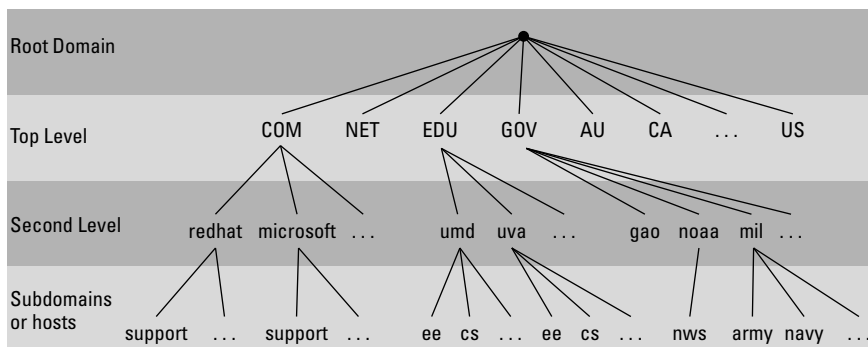 Root Domain
Top Level COM NET EDU GOV AU CA ... US
Second Level redhat microsoft ... umd uva ... gao noaa mil ...
Subdomains
or hosts
support ... support ... ee cs ... ee cs ... nws army navy ...